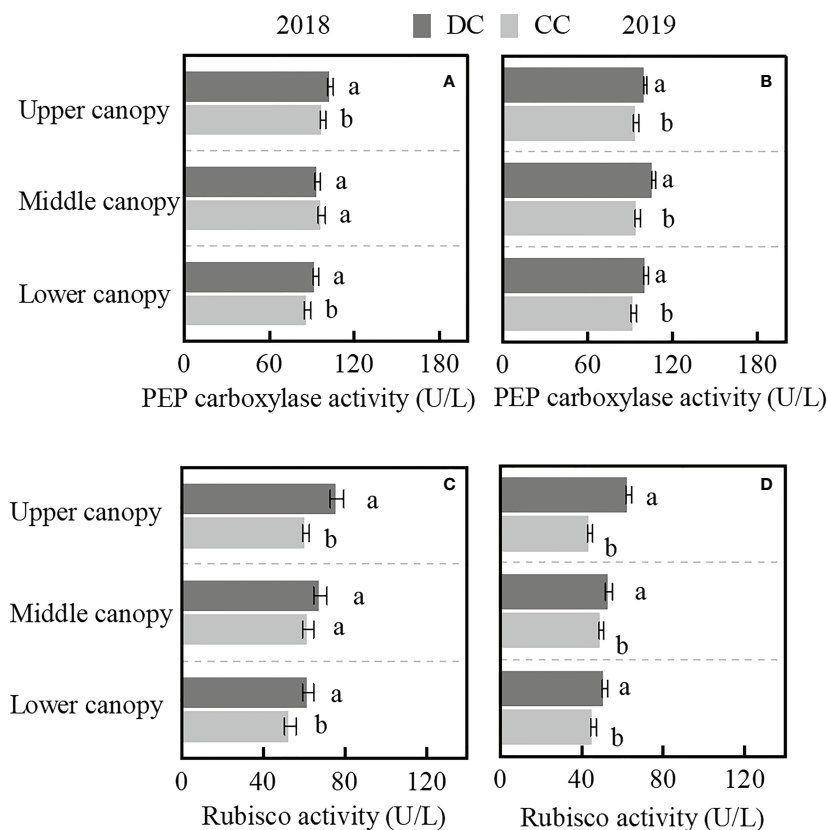 2018 DC CC 2019
A B
Upper canopy a a
b b
Middle canopy a a
a b
Lower canopy a a
b b
0 60 120 180 0 60 120 180
PEP carboxylase activity (U/L) PEP carboxylase activity (U/L)
C D
Upper canopy a a
b b
Middle canopy a a
a b
Lower canopy a a
b b
0 40 80 120 0 40 80 120
Rubisco activity (U/L) Rubisco activity (U/L)